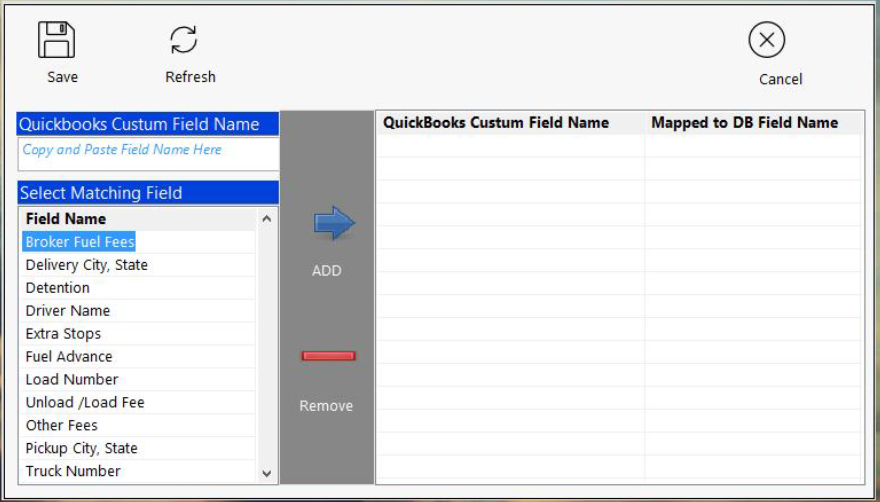 Save
Refresh
Cancel
Quickbooks Custum Field Name
Copy and Paste Field Name Here
Select Matching Field
Field Name
Broker Fuel Fees
Delivery City, State
Detention
Driver Name
Extra Stops
Fuel Advance
Load Number
Unload /Load Fee
Other Fees
Pickup City, State
Truck Number
ADD
Remove
QuickBooks Custum Field Name Mapped to DB Field Name